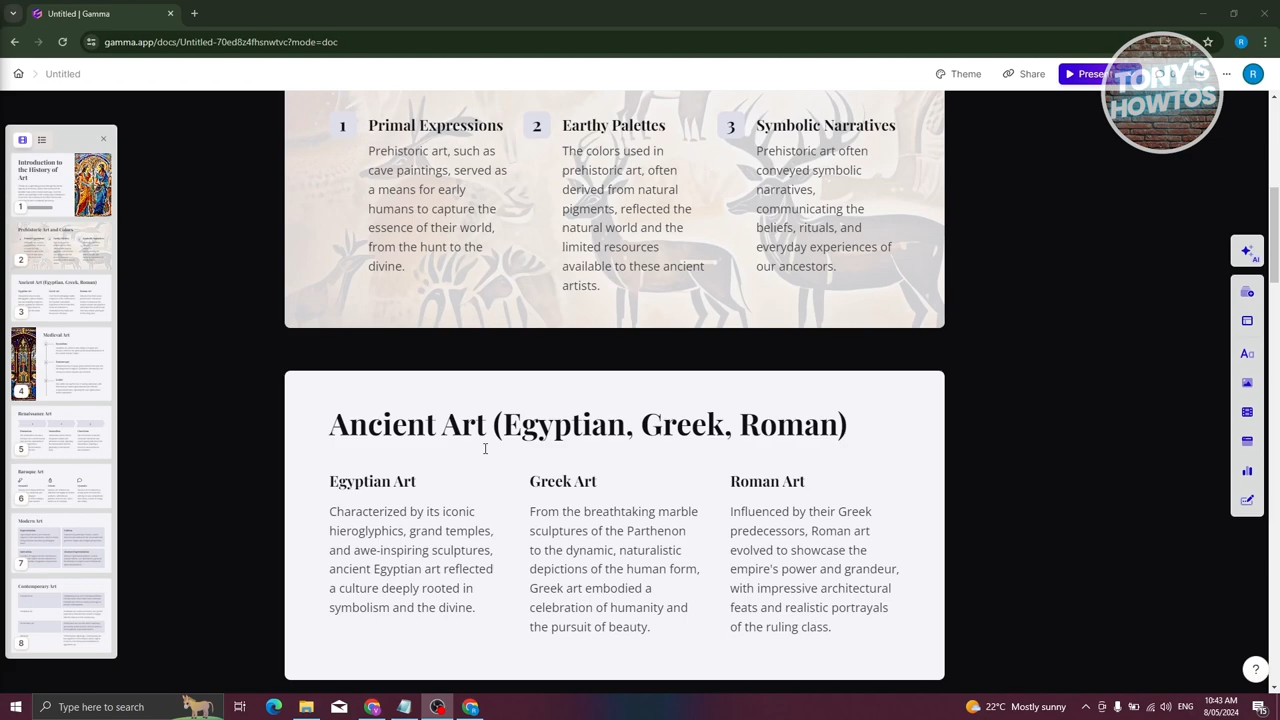 Untitled | Gamma
gamma.app/docs/Untitled-70ed8z4fhsnwtvc?mode=doc
R
Untitled
Theme
Share
Present
R
TONY'S
HOWTOS
1 Primal Expressions
Prehistoric art, such as
cave paintings, served as
a means for early
humans to capture the
essence of their world,
from the hunt to the
divine.
2 Earthy Palettes
The colors used in
prehistoric art, often
derived from natural
pigments, reflected the
natural world and the
limited resources
available to these ancient
artists.
3 Symbolic Narratives
Prehistoric art often
conveyed symbolic
narratives,
communicating the
beliefs, rituals, and
everyday experiences of
our ancestors.
Introduction to
the History of
Art
1
Prehistoric Art and Colors
2
Ancient Art (Egyptian, Greek, Roman)
3
Medieval Art
4
Renaissance Art
5
Baroque Art
6
Modern Art
7
Contemporary Art
8
Ancient Art (Egyptian, Greek, Roman)
Egyptian Art
Characterized by its iconic
hieroglyphics, grand temples,
and awe-inspiring sculptures,
ancient Egyptian art reflected
a culture deeply rooted in
symbolism and the divine.
Greek Art
From the breathtaking marble
sculptures of the Parthenon
to the dynamic, naturalistic
depictions of the human form,
Greek art embodied a
celebration of humanity and
the pursuit of beauty.
Roman Art
Influenced by their Greek
predecessors, Roman art
evolved to showcase the
empire's power and grandeur,
with impressive architectural
feats and realistic portrayals
of the ruling class.
AI
?
Type here to search
22°C Mostly sunny
ENG
10:43 AM
8/05/2024
15